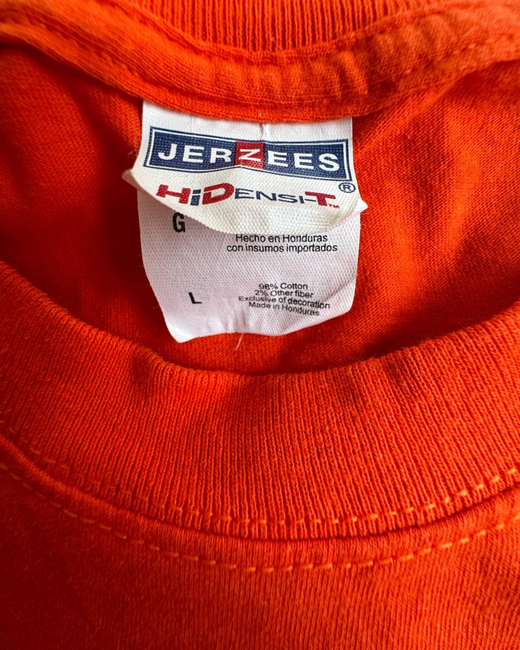 JERZEES
®
HiDENSI-T™
G
Hecho en Honduras
con insumos importados
98% Cotton
2% Other fiber
L
Exclusive of decoration
Made in Honduras